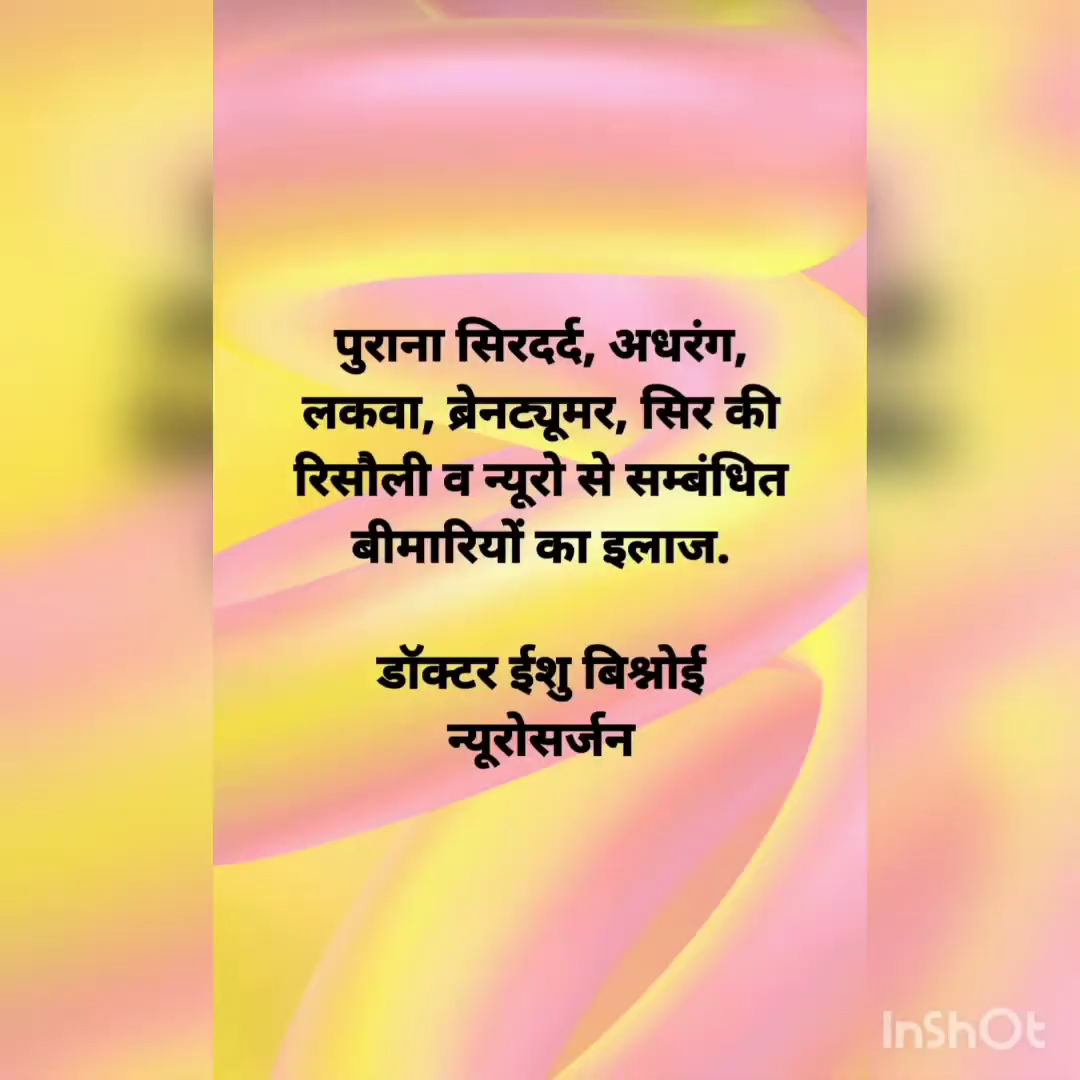 पुराना सिरदर्द, अधरंग,
लकवा, ब्रेनट्यूमर, सिर की
रिसौली व न्यूरो से सम्बंधित
बीमारियों का इलाज.
डॉक्टर ईशु बिश्नोई
न्यूरोसर्जन
InShOt